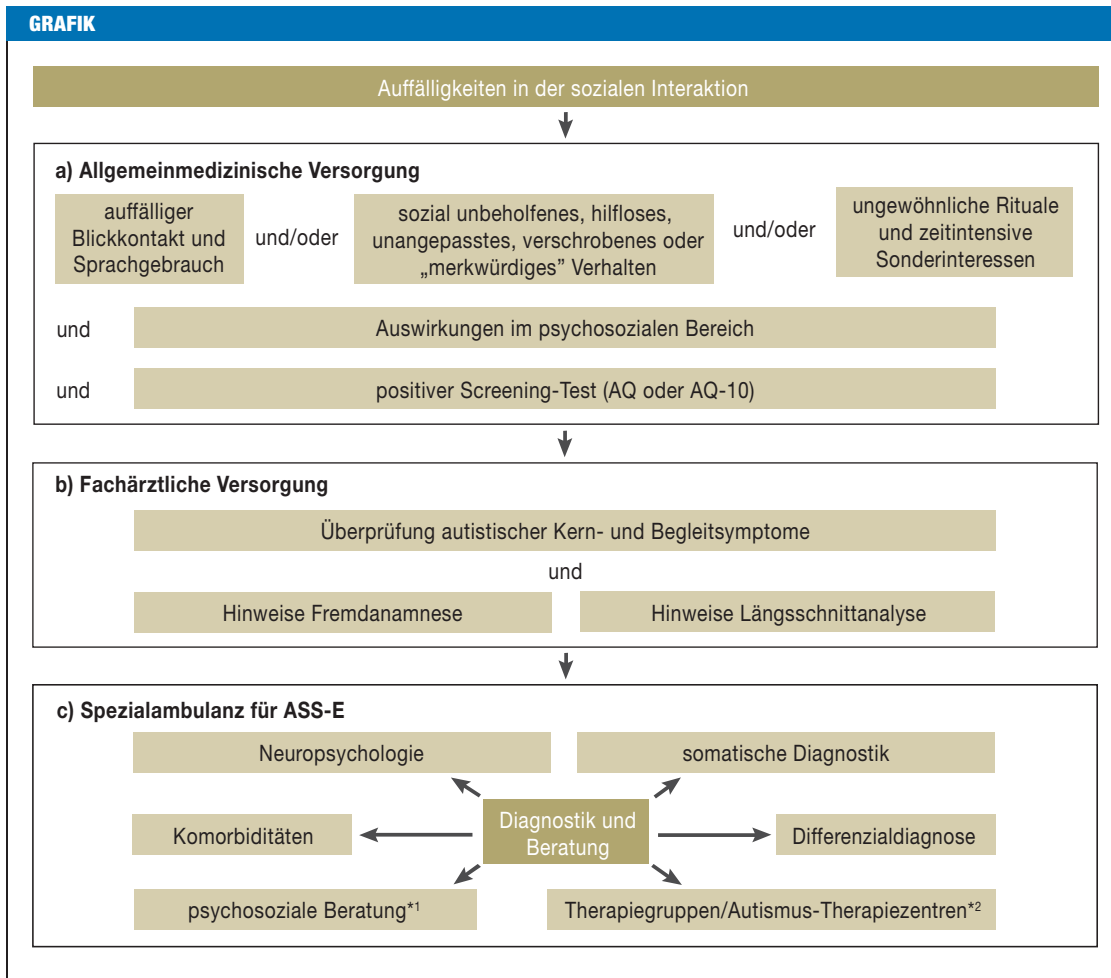 GRAFIK
Auffälligkeiten in der sozialen Interaktion
a) Allgemeinmedizinische Versorgung
auffälliger
Blickkontakt und
Sprachgebrauch
und/oder
sozial unbeholfenes, hilfloses,
unangepasstes, verschrobenes oder
„merkwürdiges” Verhalten
und/oder
ungewöhnliche Rituale
und zeitintensive
Sonderinteressen
und
Auswirkungen im psychosozialen Bereich
und
positiver Screening-Test (AQ oder AQ-10)
b) Fachärztliche Versorgung
Überprüfung autistischer Kern- und Begleitsymptome
und
Hinweise Fremdanamnese
Hinweise Längsschnittanalyse
c) Spezialambulanz für ASS-E
Neuropsychologie
somatische Diagnostik
Komorbiditäten
Diagnostik und
Beratung
Differenzialdiagnose
psychosoziale Beratung*1
Therapiegruppen/Autismus-Therapiezentren*2